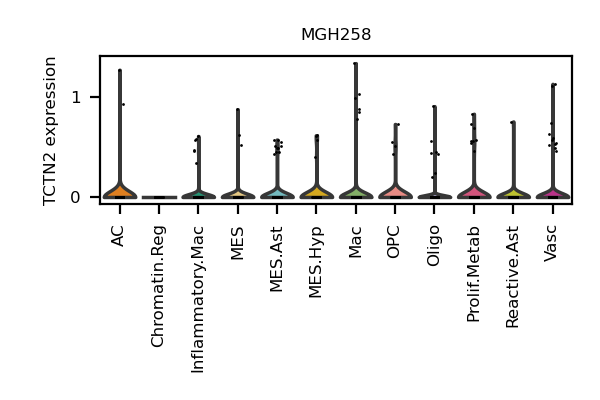 MGH258
TCTN2 expression
1
0
AC
Chromatin.Reg
Inflammatory.Mac
MES
MES.Ast
MES.Hyp
Mac
OPC
Oligo
Prolif.Metab
Reactive.Ast
Vasc